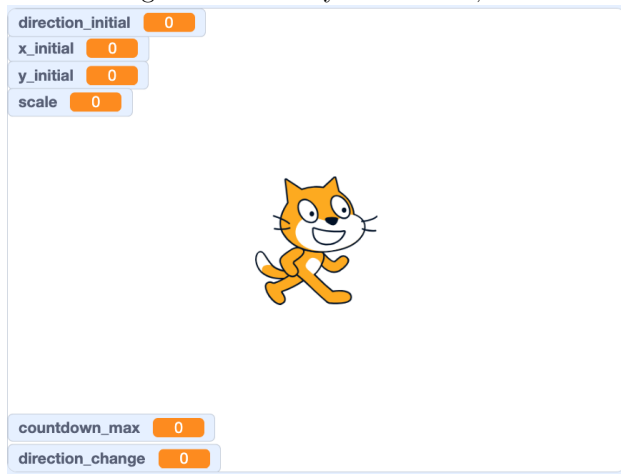 direction_initial 0
x_initial 0
y_initial 0
scale 0
countdown_max 0
direction_change 0